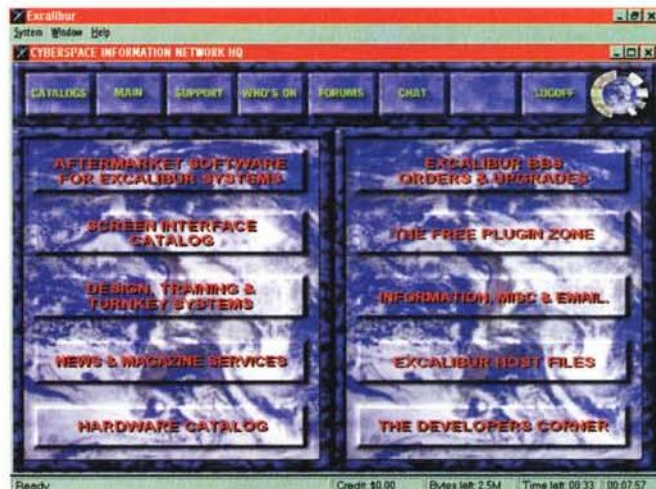 Excalibur
System Window Help
CYBERSPACE INFORMATION NETWORK HQ
CATALOGS MAIN SUPPORT WHO'S ON FORUMS CHAT LOGOFF
AFTERMARKET SOFTWARE
FOR EXCALIBUR SYSTEMS
SCREEN INTERFACE
CATALOG
DESIGN, TRAINING &
TURNKEY SYSTEMS
NEWS & MAGAZINE SERVICES
HARDWARE CATALOG
EXCALIBUR BBS
ORDERS & UPGRADES
THE FREE PLUGIN ZONE
INFORMATION, MISC & EMAIL.
EXCALIBUR HOST FILES
THE DEVELOPERS CORNER
Ready Credit: $0.00 Bytes left: 2.5M Time left: 00:33 00:07:57